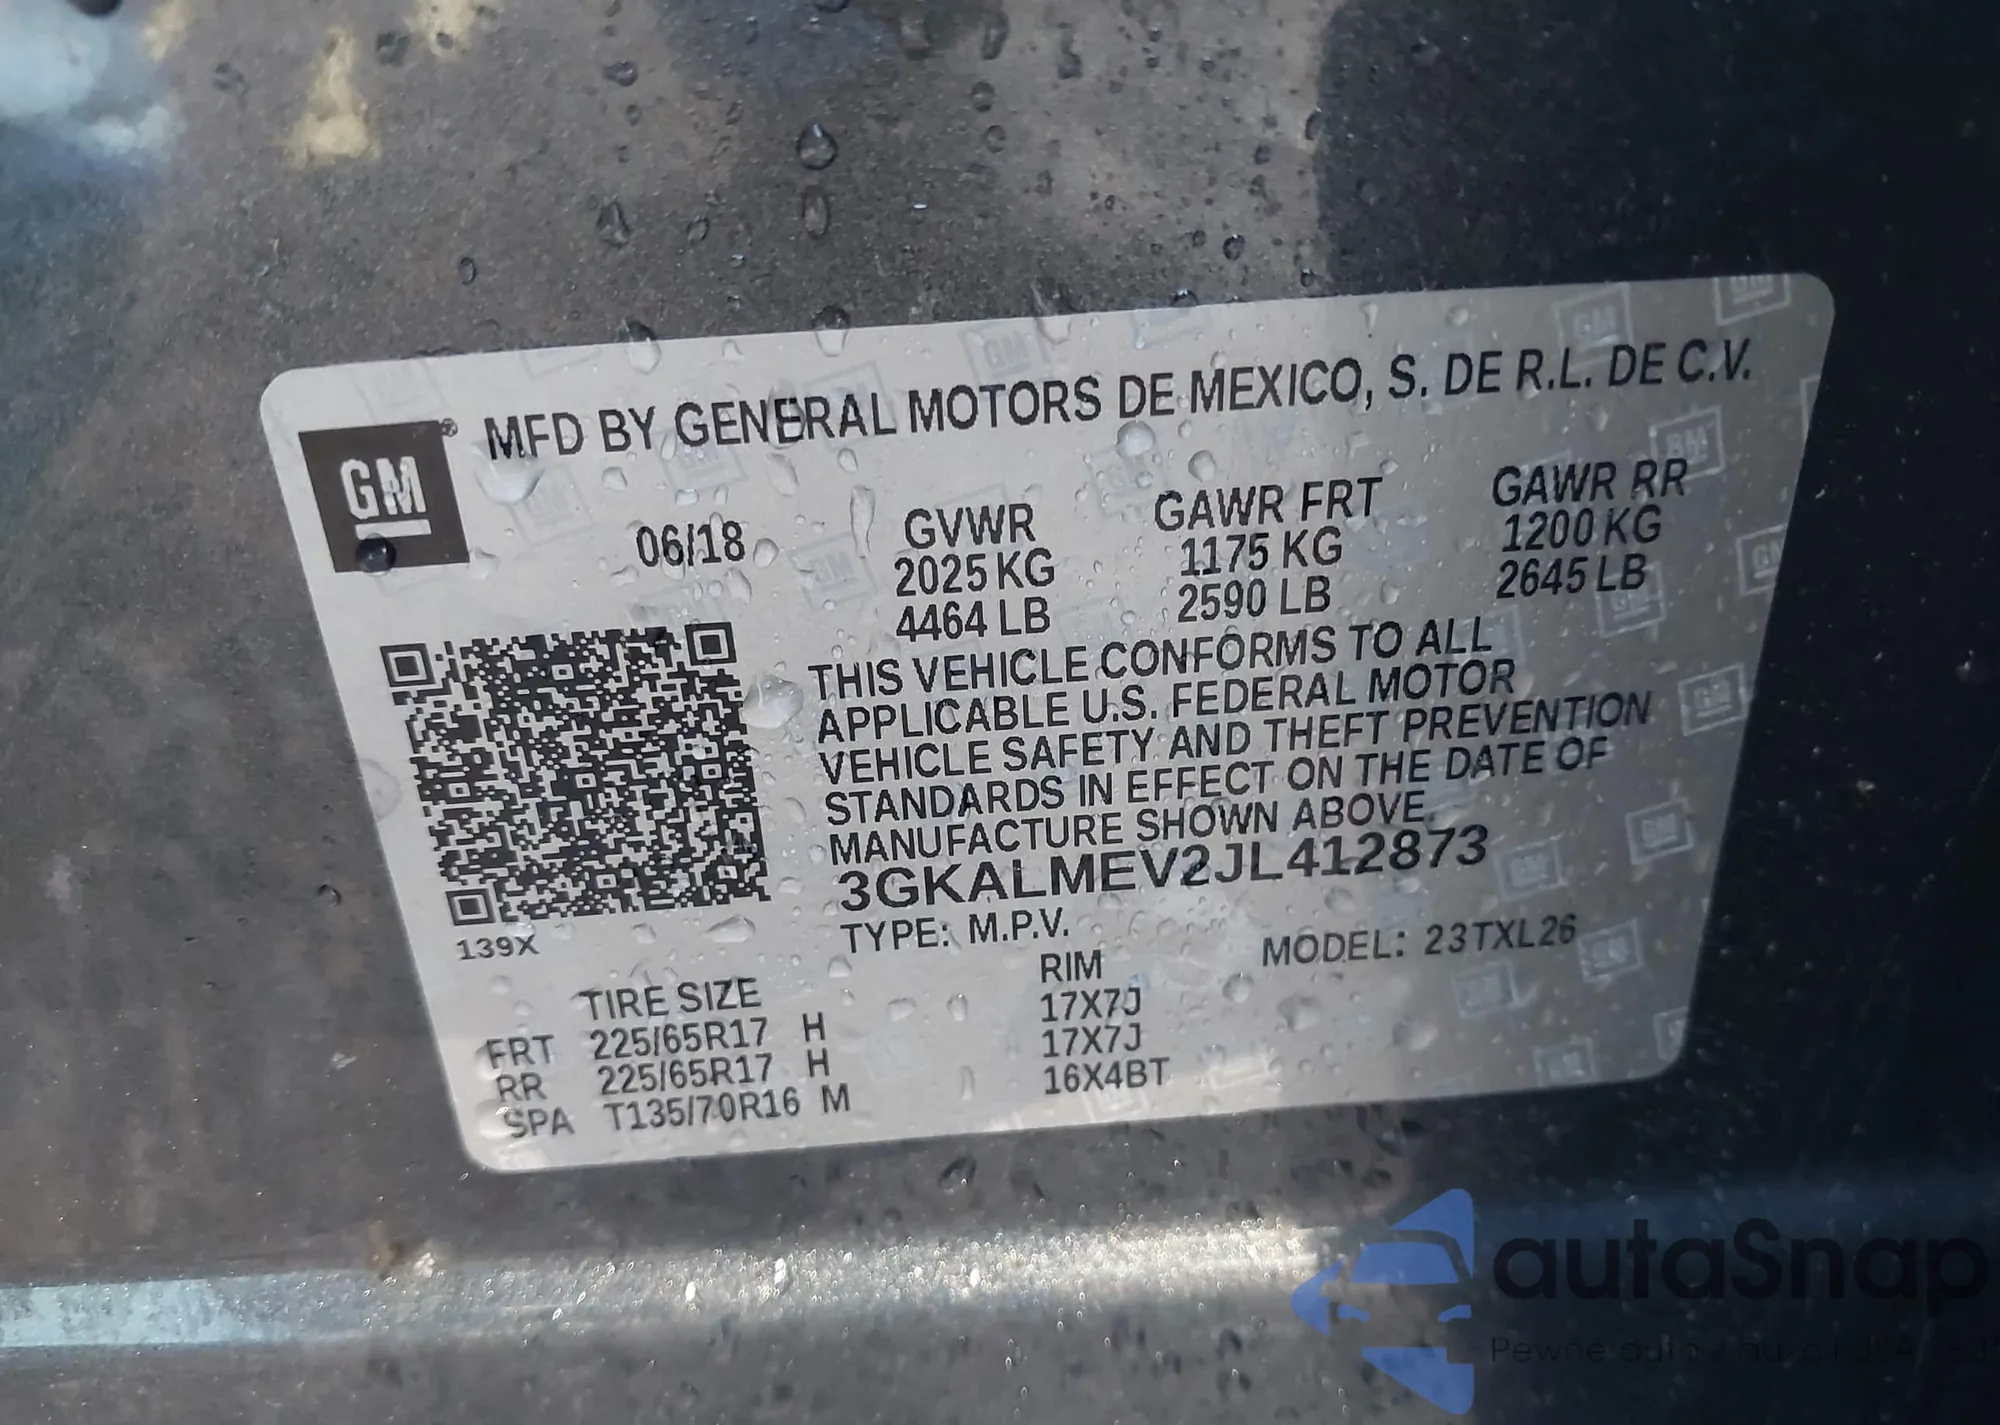 MFD BY GENERAL MOTORS DE MEXICO, S. DE R.L. DE C.V.
GM ®
06/18 GVWR GAWR FRT GAWR RR
2025 KG 1175 KG 1200 KG
4464 LB 2590 LB 2645 LB
THIS VEHICLE CONFORMS TO ALL
APPLICABLE U.S. FEDERAL MOTOR
VEHICLE SAFETY AND THEFT PREVENTION
STANDARDS IN EFFECT ON THE DATE OF
MANUFACTURE SHOWN ABOVE.
3GKALMEV2JL412873
139X
TYPE: M.P.V. MODEL: 23TXL26
TIRE SIZE RIM
FRT 225/65R17 H 17X7J
RR 225/65R17 H 17X7J
SPA T135/70R16 M 16X4BT
autaSnap
Pewne auto z